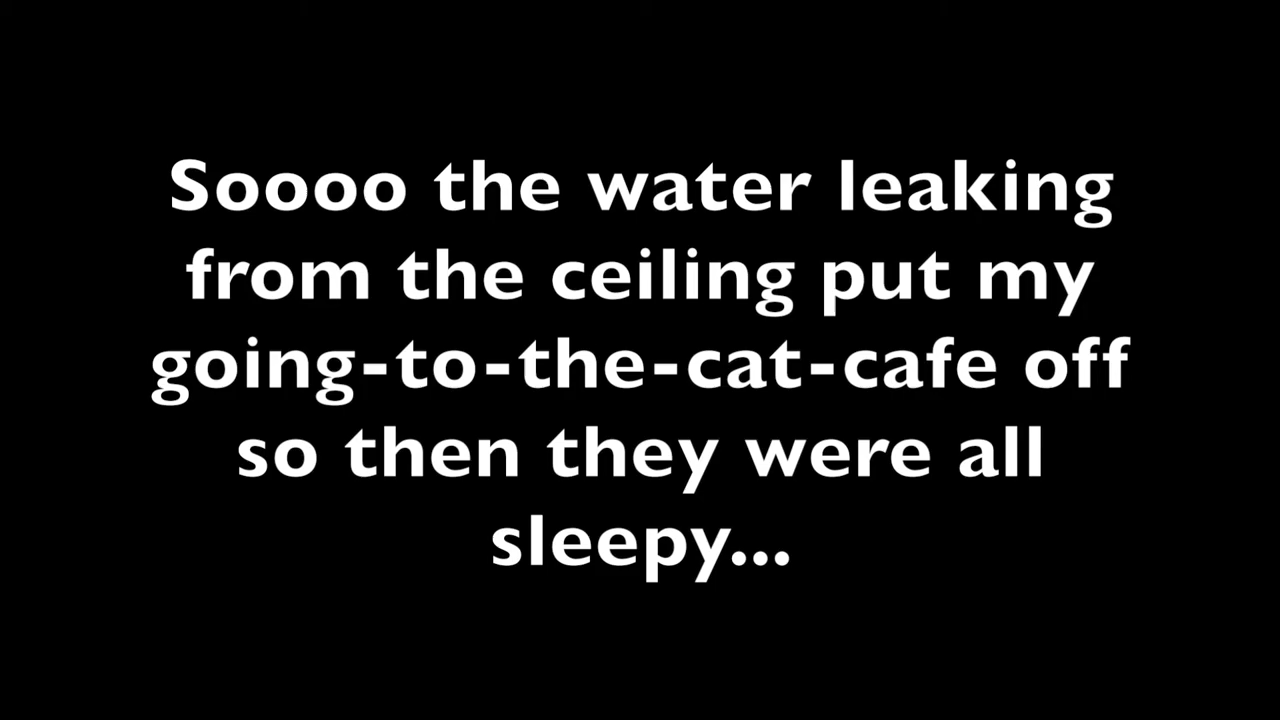 Soooo the water leaking
from the ceiling put my
going-to-the-cat-cafe off
so then they were all
sleepy...